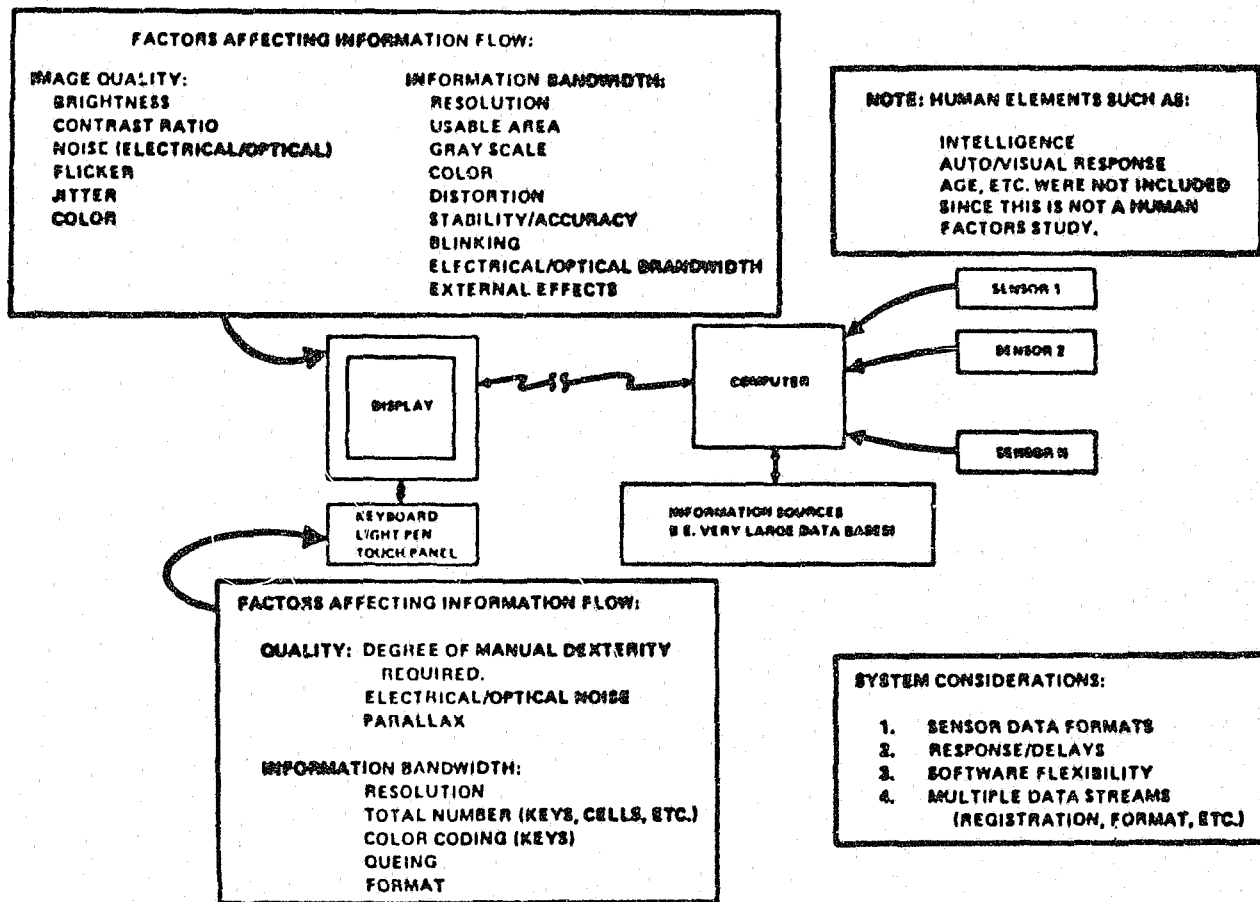 FACTORS AFFECTING INFORMATION FLOW:
IMAGE QUALITY:
BRIGHTNESS
CONTRAST RATIO
NOISE (ELECTRICAL/OPTICAL)
FLICKER
JITTER
COLOR
INFORMATION BANDWIDTH:
RESOLUTION
USABLE AREA
GRAY SCALE
COLOR
DISTORTION
STABILITY/ACCURACY
BLINKING
ELECTRICAL/OPTICAL BRANDWIDTH
EXTERNAL EFFECTS
NOTE: HUMAN ELEMENTS SUCH AS:
INTELLIGENCE
AUTO/VISUAL RESPONSE
AGE, ETC. WERE NOT INCLUDED
SINCE THIS IS NOT A HUMAN
FACTORS STUDY.
SENSOR 1
SENSOR 2
SENSOR N
DISPLAY
COMPUTER
KEYBOARD
LIGHT PEN
TOUCH PANEL
INFORMATION SOURCES
(I.E. VERY LARGE DATA BASES)
FACTORS AFFECTING INFORMATION FLOW:
QUALITY: DEGREE OF MANUAL DEXTERITY
REQUIRED.
ELECTRICAL/OPTICAL NOISE
PARALLAX
INFORMATION BANDWIDTH:
RESOLUTION
TOTAL NUMBER (KEYS, CELLS, ETC.)
COLOR CODING (KEYS)
QUEING
FORMAT
SYSTEM CONSIDERATIONS:
1. SENSOR DATA FORMATS
2. RESPONSE/DELAYS
3. SOFTWARE FLEXIBILITY
4. MULTIPLE DATA STREAMS
(REGISTRATION, FORMAT, ETC.)